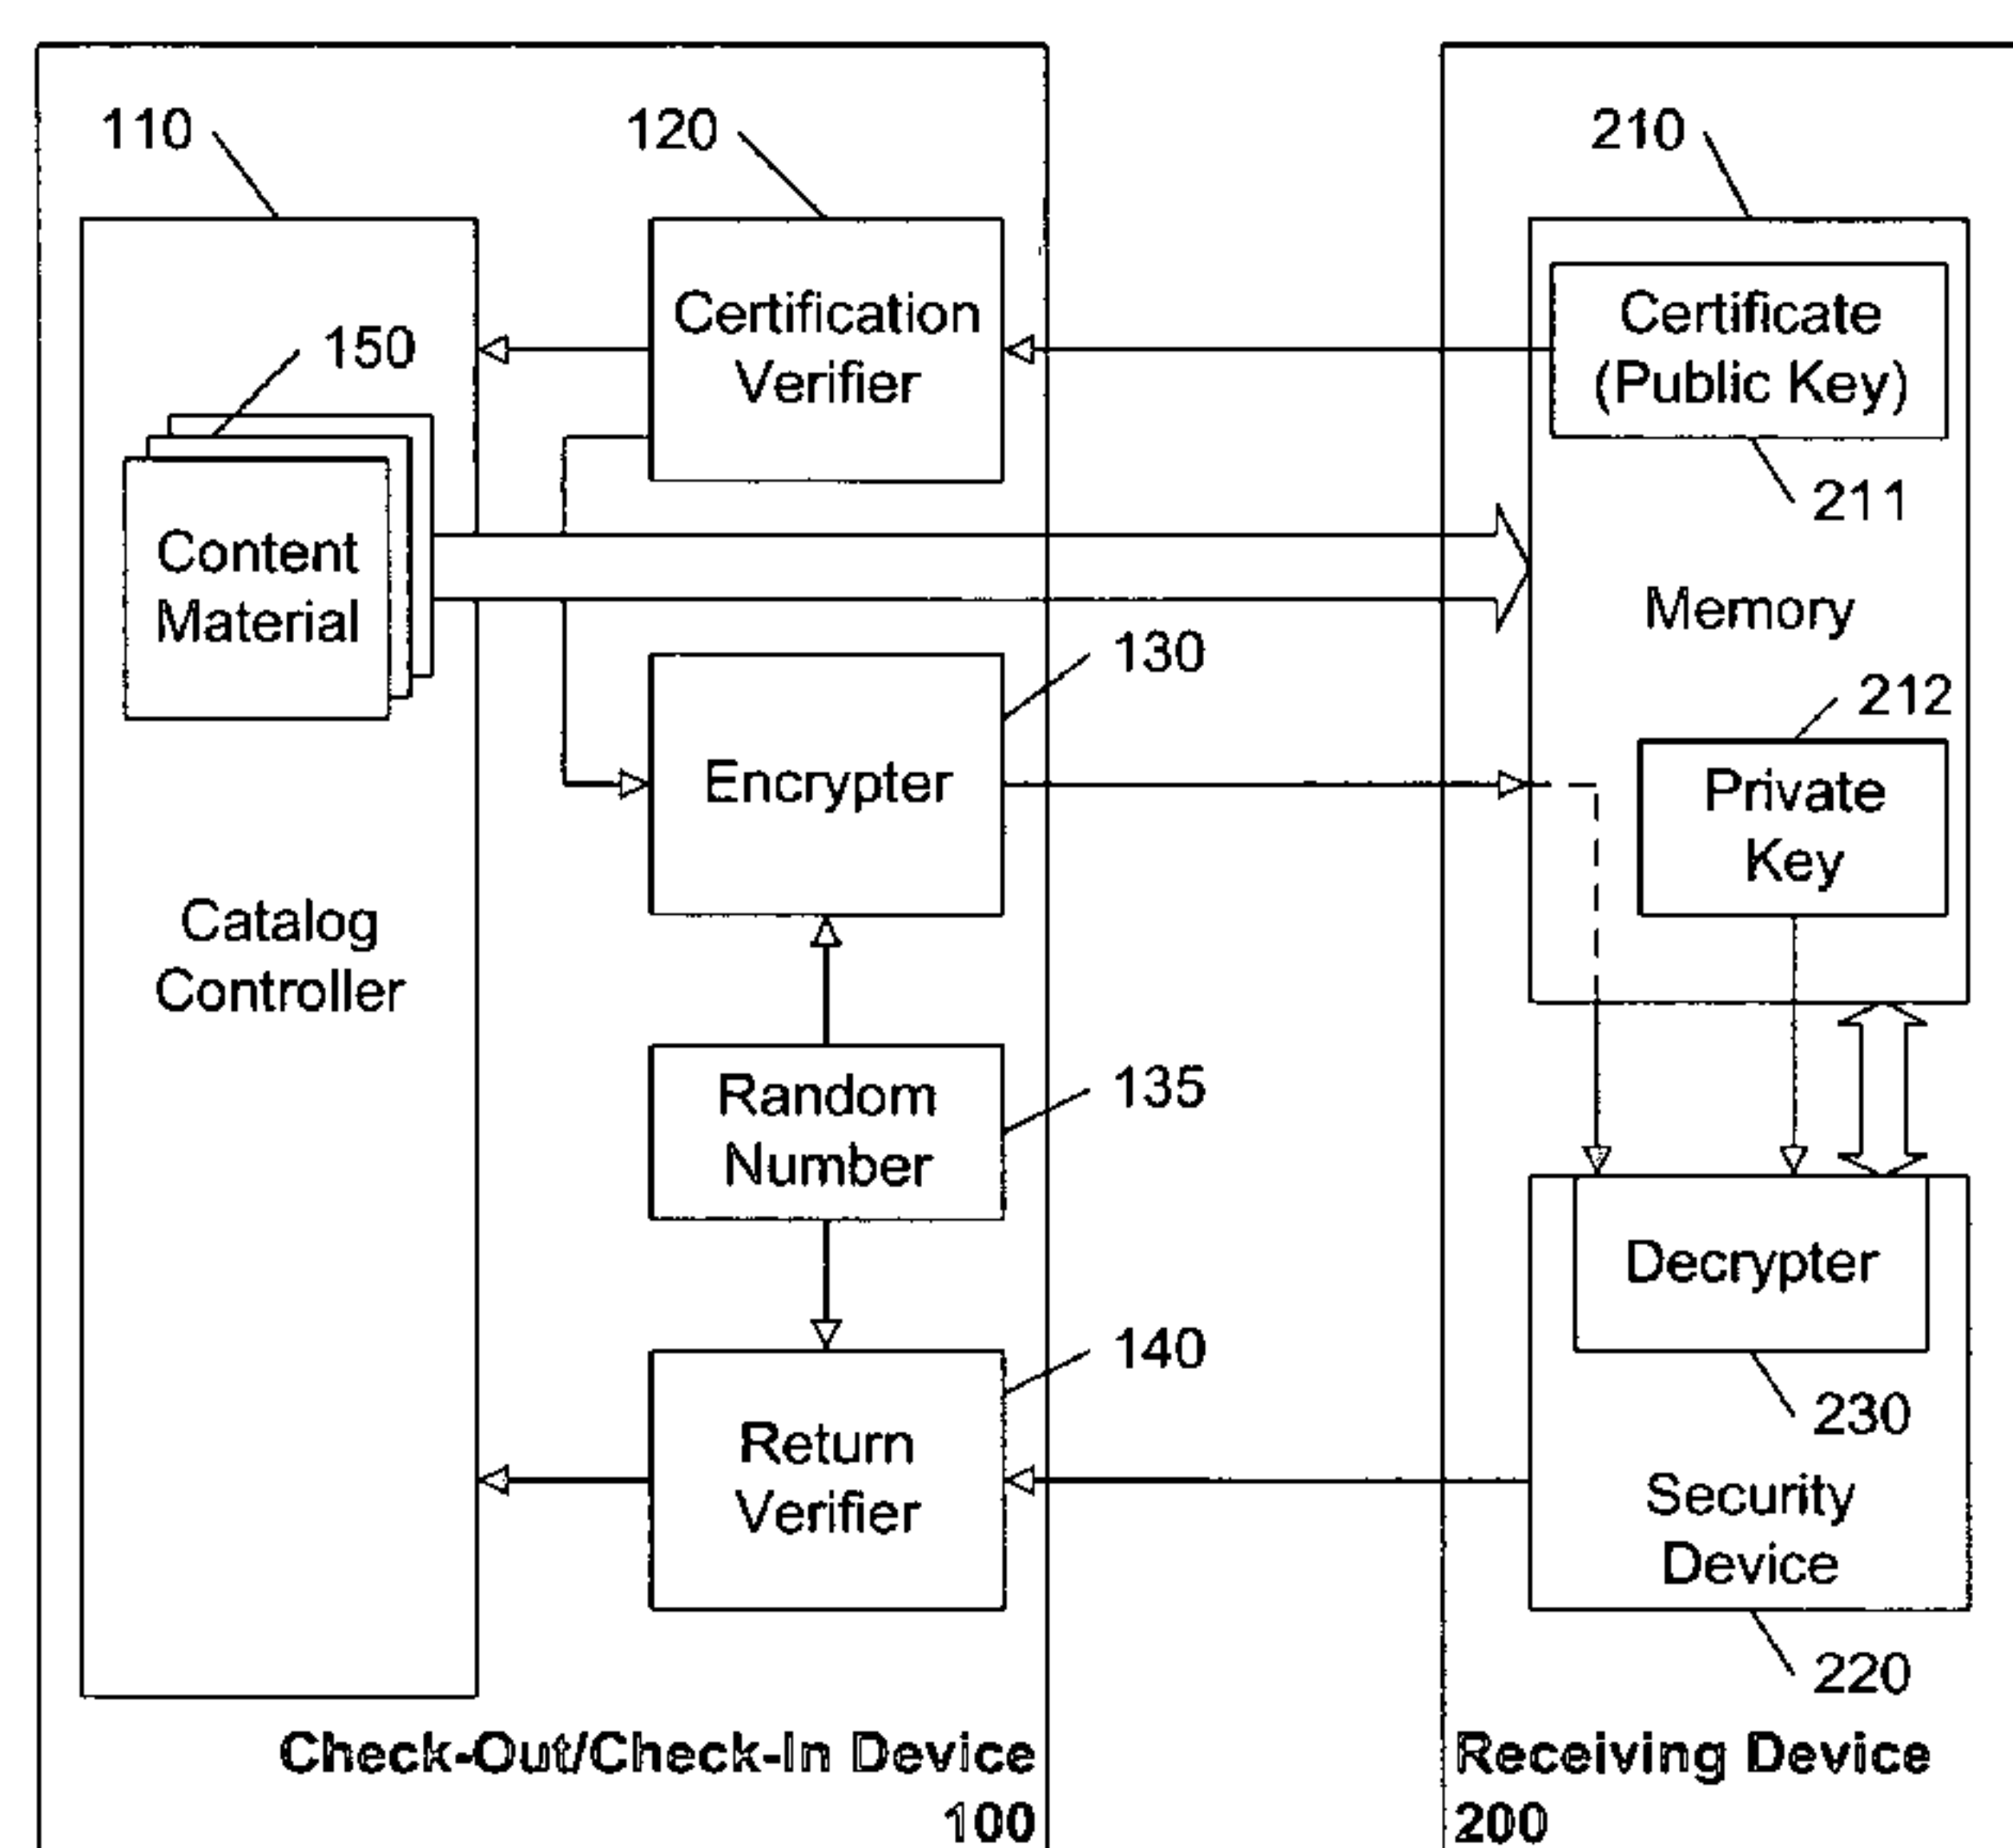 110
120
210
Certification
Verifier
Certificate
(Public Key)
150
211
Content
Material
Memory
130
212
Encrypter
Private
Key
Catalog
Controller
Random
Number
135
Decrypter
140
230
Return
Verifier
Security
Device
220
Check-Out/Check-In Device
100
Receiving Device
200